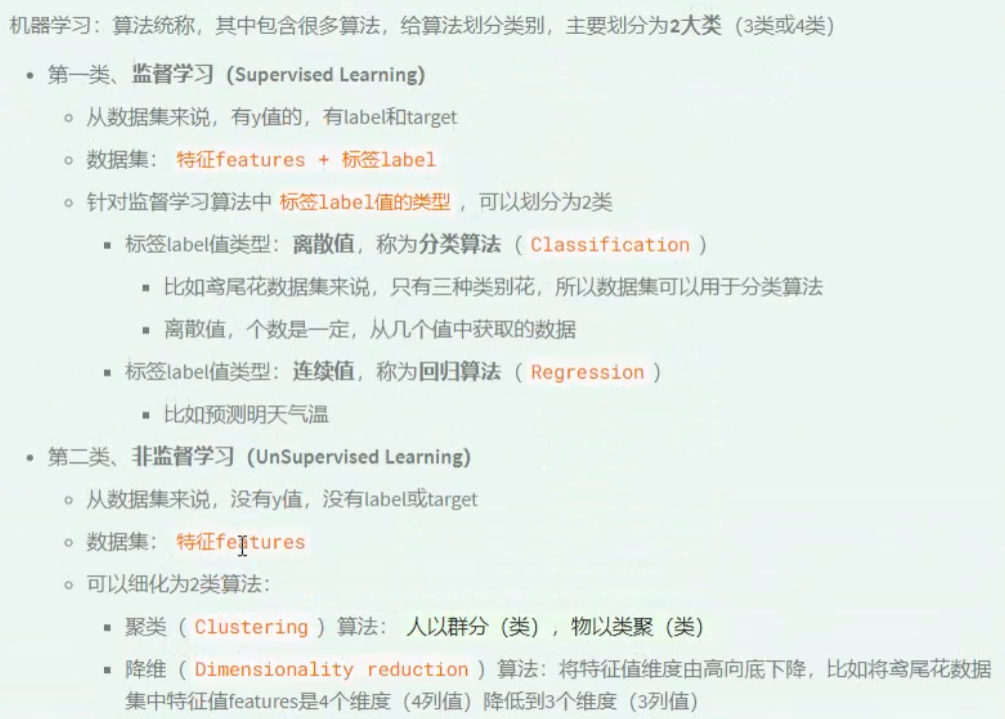 机器学习：算法统称，其中包含很多算法，给算法划分类别，主要划分为2大类（3类或4类）
• 第一类、监督学习（Supervised Learning)
从数据集来说，有y值的，有label和target
数据集： 特征features + 标签label
针对监督学习算法中 标签label值的类型 ，可以划分为2类
标签label值类型：离散值，称为分类算法（ Classification ）
比如鸢尾花数据集来说，只有三种类别花，所以数据集可以用于分类算法
离散值，个数是一定，从几个值中获取的数据
标签label值类型：连续值，称为回归算法（ Regression ）
比如预测明天气温
• 第二类、非监督学习（UnSupervised Learning)
从数据集来说，没有y值，没有label或target
数据集： 特征features
可以细化为2类算法：
聚类（ Clustering ）算法： 人以群分（类），物以类聚（类）
降维（ Dimensionality reduction ）算法：将特征值维度由高向底下降，比如将鸢尾花数据
集中特征值features是4个维度（4列值）降低到3个维度（3列值）